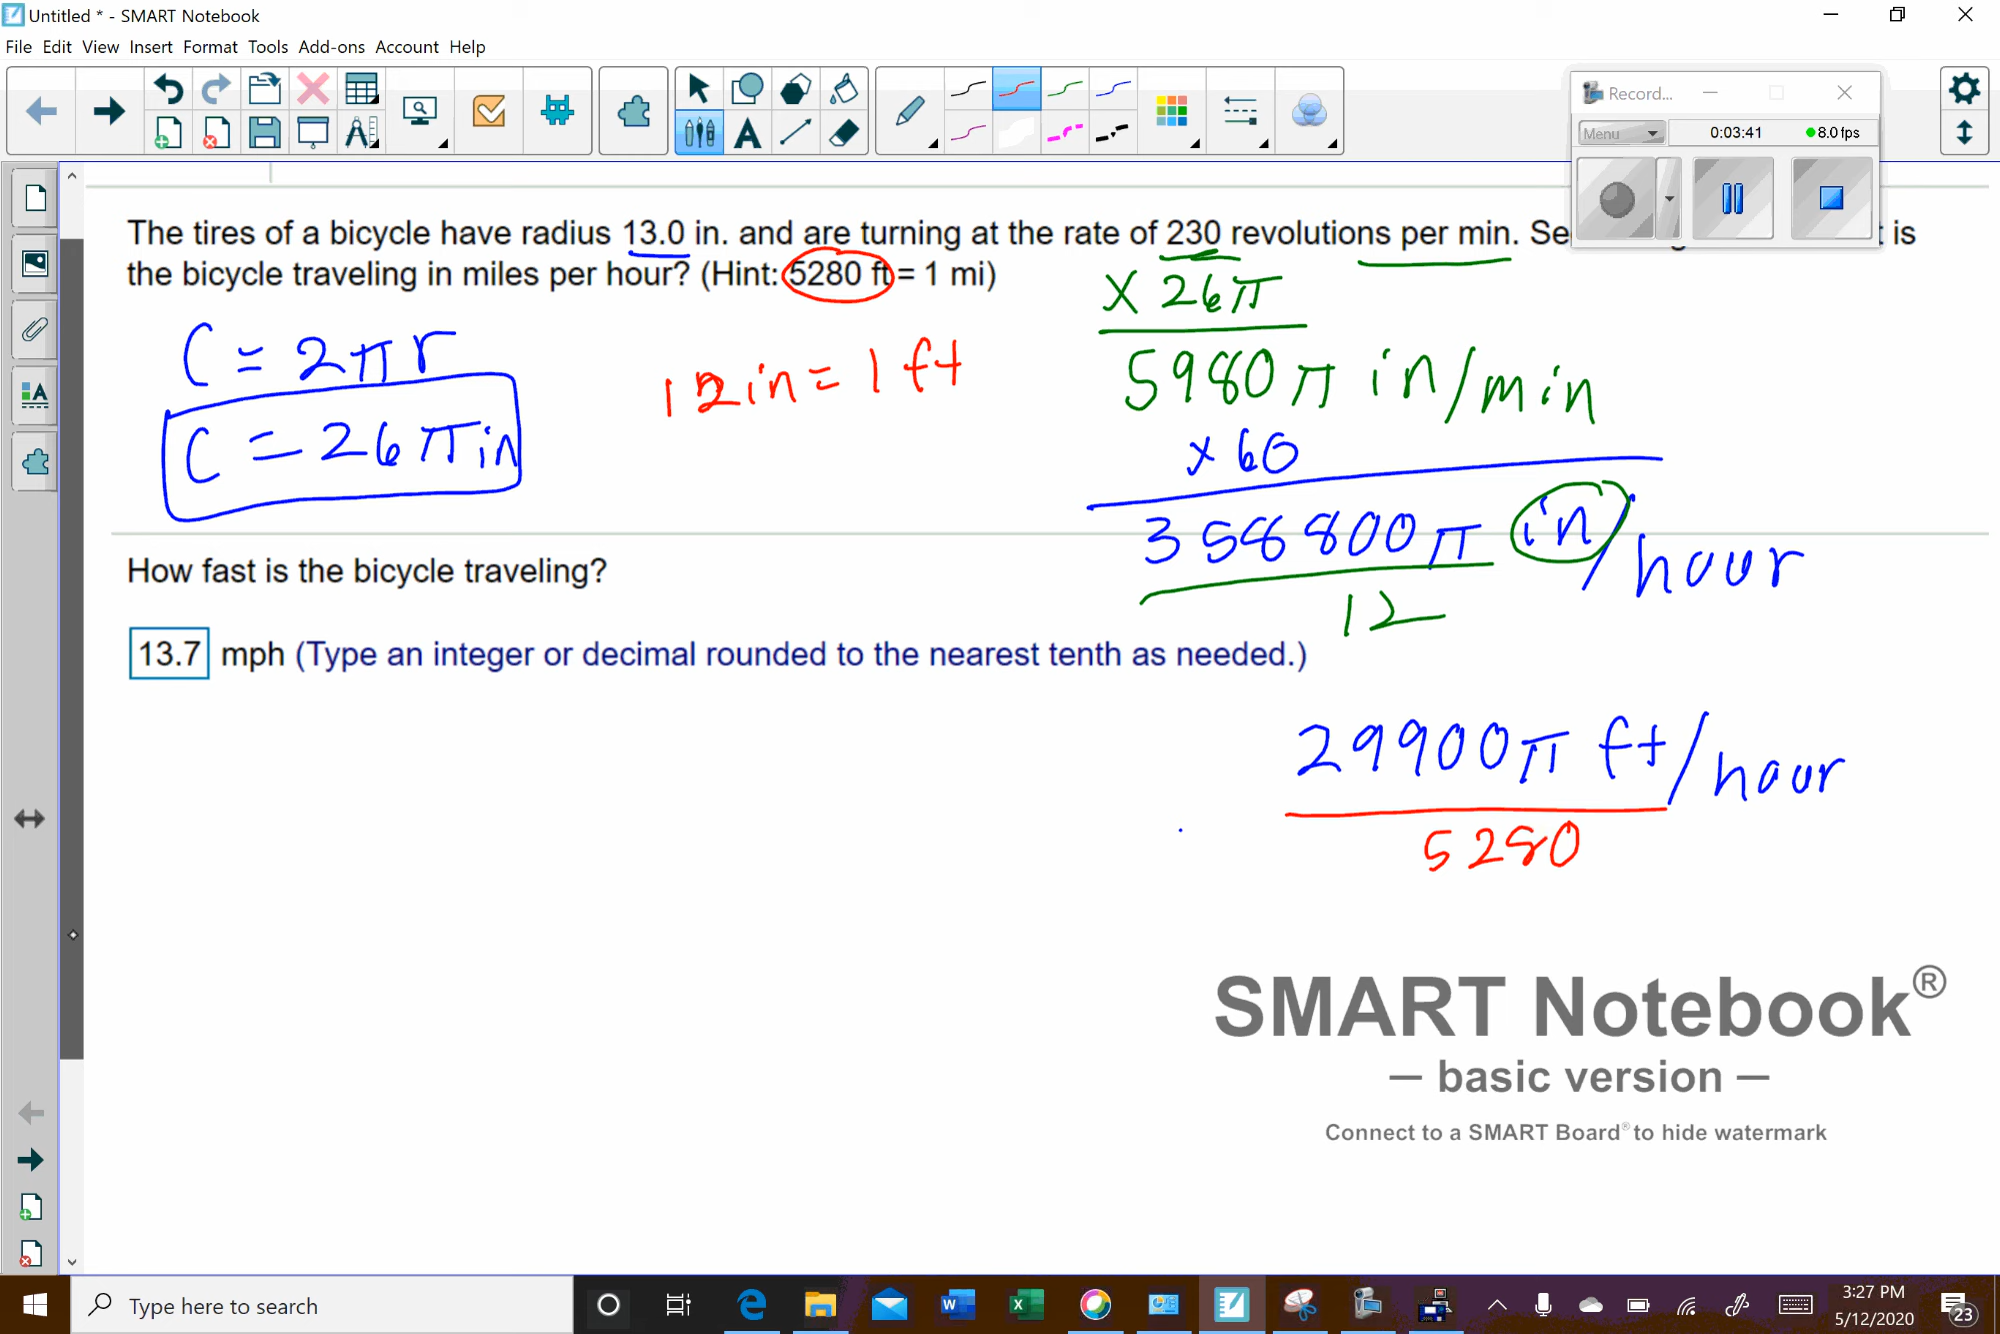 Untitled * - SMART Notebook
File Edit View Insert Format Tools Add-ons Account Help
Record...
Menu 0:03:41 8.0 fps
The tires of a bicycle have radius 13.0 in. and are turning at the rate of 230 revolutions per min. Se
t is
the bicycle traveling in miles per hour? (Hint: 5280 ft = 1 mi)
C = 2πr
C = 26π in
12 in = 1 ft
x 26π
5980π in/min
x 60
358800π in/hour
12
How fast is the bicycle traveling?
13.7 mph (Type an integer or decimal rounded to the nearest tenth as needed.)
29900π ft/hour
5280
SMART Notebook®
— basic version —
Connect to a SMART Board® to hide watermark
Type here to search
3:27 PM
5/12/2020
23